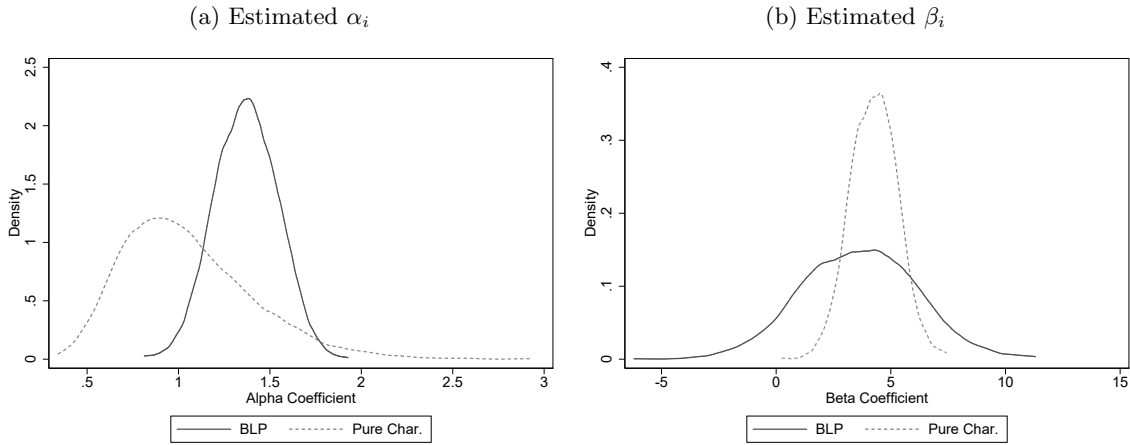 (a) Estimated αᵢ
2.5
2
1.5
1
.5
0
Density
.5 1 1.5 2 2.5 3
Alpha Coefficient
BLP Pure Char.
(b) Estimated βᵢ
.4
.3
.2
.1
0
Density
-5 0 5 10 15
Beta Coefficient
BLP Pure Char.